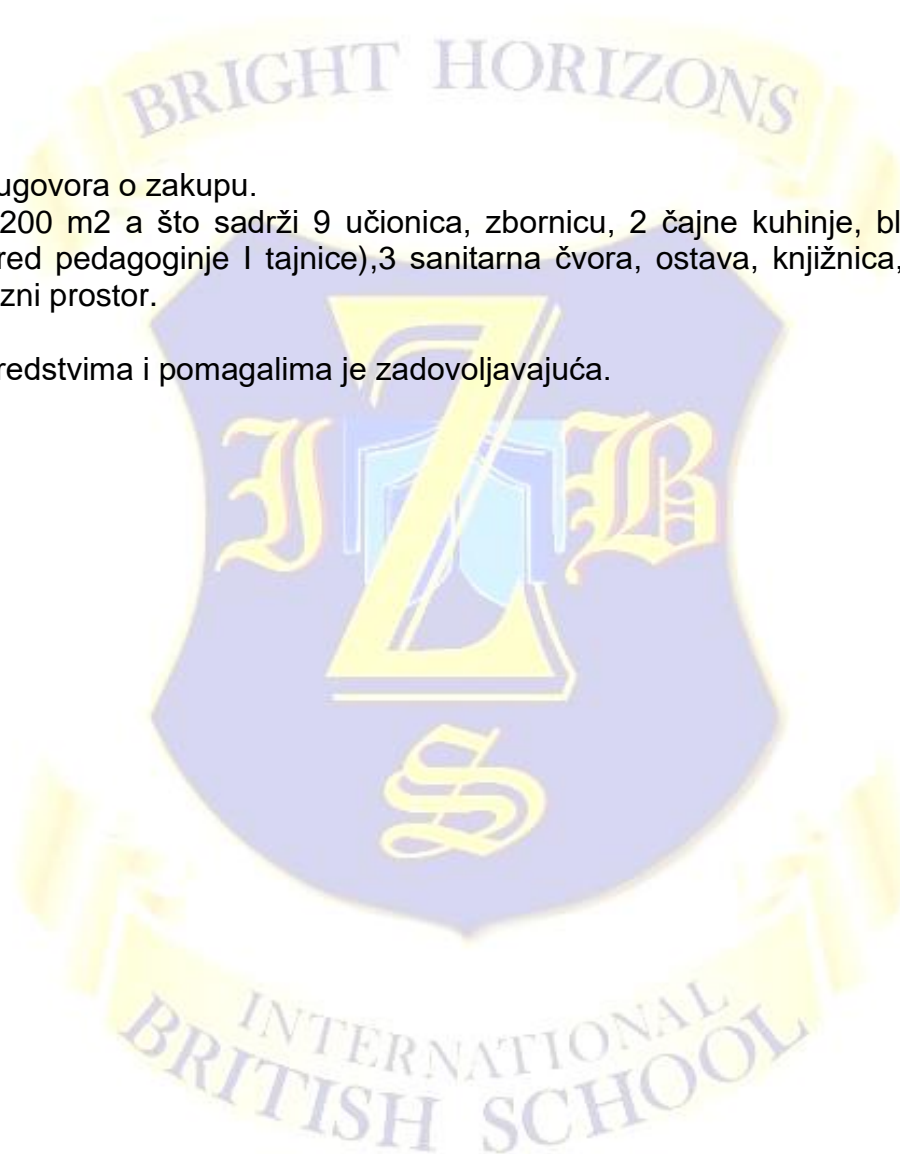 BRIGHT HORIZONS
ugovora o zakupu.
200 m2 a što sadrži 9 učionica, zbornicu, 2 čajne kuhinje, bl
red pedagoginje I tajnice),3 sanitarna čvora, ostava, knjižnica,
zni prostor.
redstvima i pomagalima je zadovoljavajuća.
I Z B
S
INTERNATIONAL
BRITISH SCHOOL